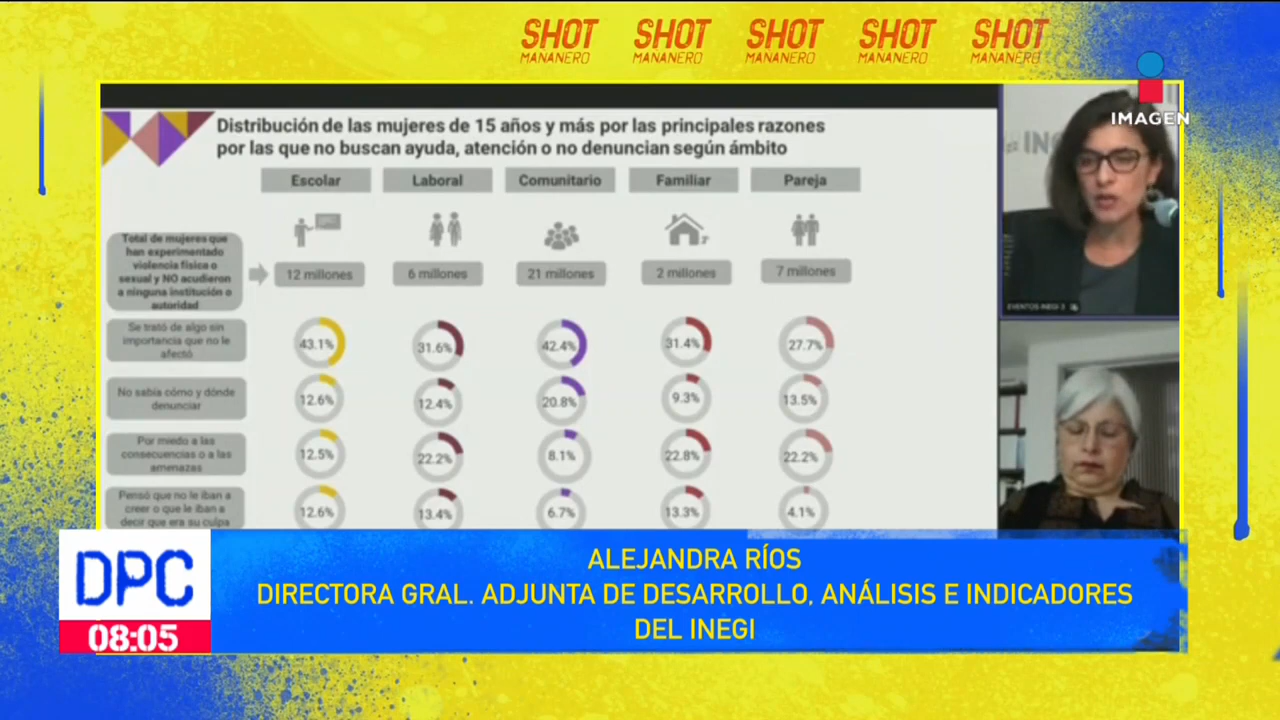 SHOT SHOT SHOT SHOT SHOT
MAÑANERO MAÑANERO MAÑANERO MAÑANERO MAÑANERO
IMAGEN
Distribución de las mujeres de 15 años y más por las principales razones
por las que no buscan ayuda, atención o no denuncian según ámbito
Escolar Laboral Comunitario Familiar Pareja
Total de mujeres que
han experimentado
violencia física o
sexual y NO acudieron
a ninguna institución o
autoridad
12 millones 6 millones 21 millones 2 millones 7 millones
Se trató de algo sin
importancia que no le
afectó
43.1% 31.6% 42.4% 31.4% 27.7%
No sabía cómo y dónde
denunciar
12.6% 12.4% 20.8% 9.3% 13.5%
Por miedo a las
consecuencias o a las
amenazas
12.5% 22.2% 8.1% 22.8% 22.2%
Pensó que no le iban a
creer o que le iban a
decir que era su culpa
12.6% 13.4% 6.7% 13.3% 4.1%
EVENTOS INEGI 3
DPC
08:05
ALEJANDRA RÍOS
DIRECTORA GRAL. ADJUNTA DE DESARROLLO, ANÁLISIS E INDICADORES
DEL INEGI